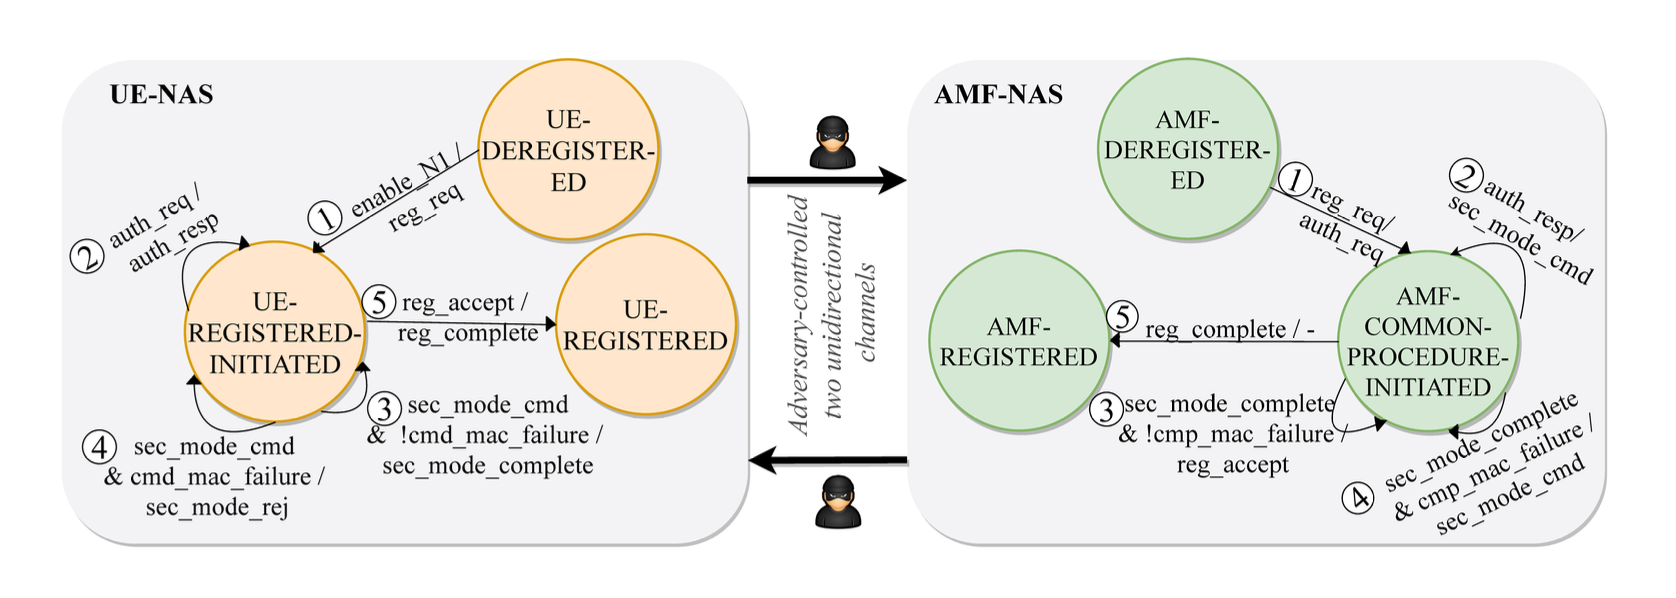 UE-NAS
UE-
DEREGISTER-
ED
1 enable_N1 /
reg_req
2 auth_req /
auth_resp
UE-
REGISTERED-
INITIATED
5 reg_accept /
reg_complete
UE-
REGISTERED
3 sec_mode_cmd
& !cmd_mac_failure /
sec_mode_complete
4 sec_mode_cmd
& cmd_mac_failure /
sec_mode_rej
Adversary-controlled
two unidirectional
channels
AMF-NAS
AMF-
DEREGISTER-
ED
1 reg_req/
auth_req
2 auth_resp/
sec_mode_cmd
AMF-
COMMON-
PROCEDURE-
INITIATED
5 reg_complete / -
AMF-
REGISTERED
3 sec_mode_complete
& !cmp_mac_failure /
reg_accept
4 sec_mode_complete
& cmp_mac_failure /
sec_mode_cmd